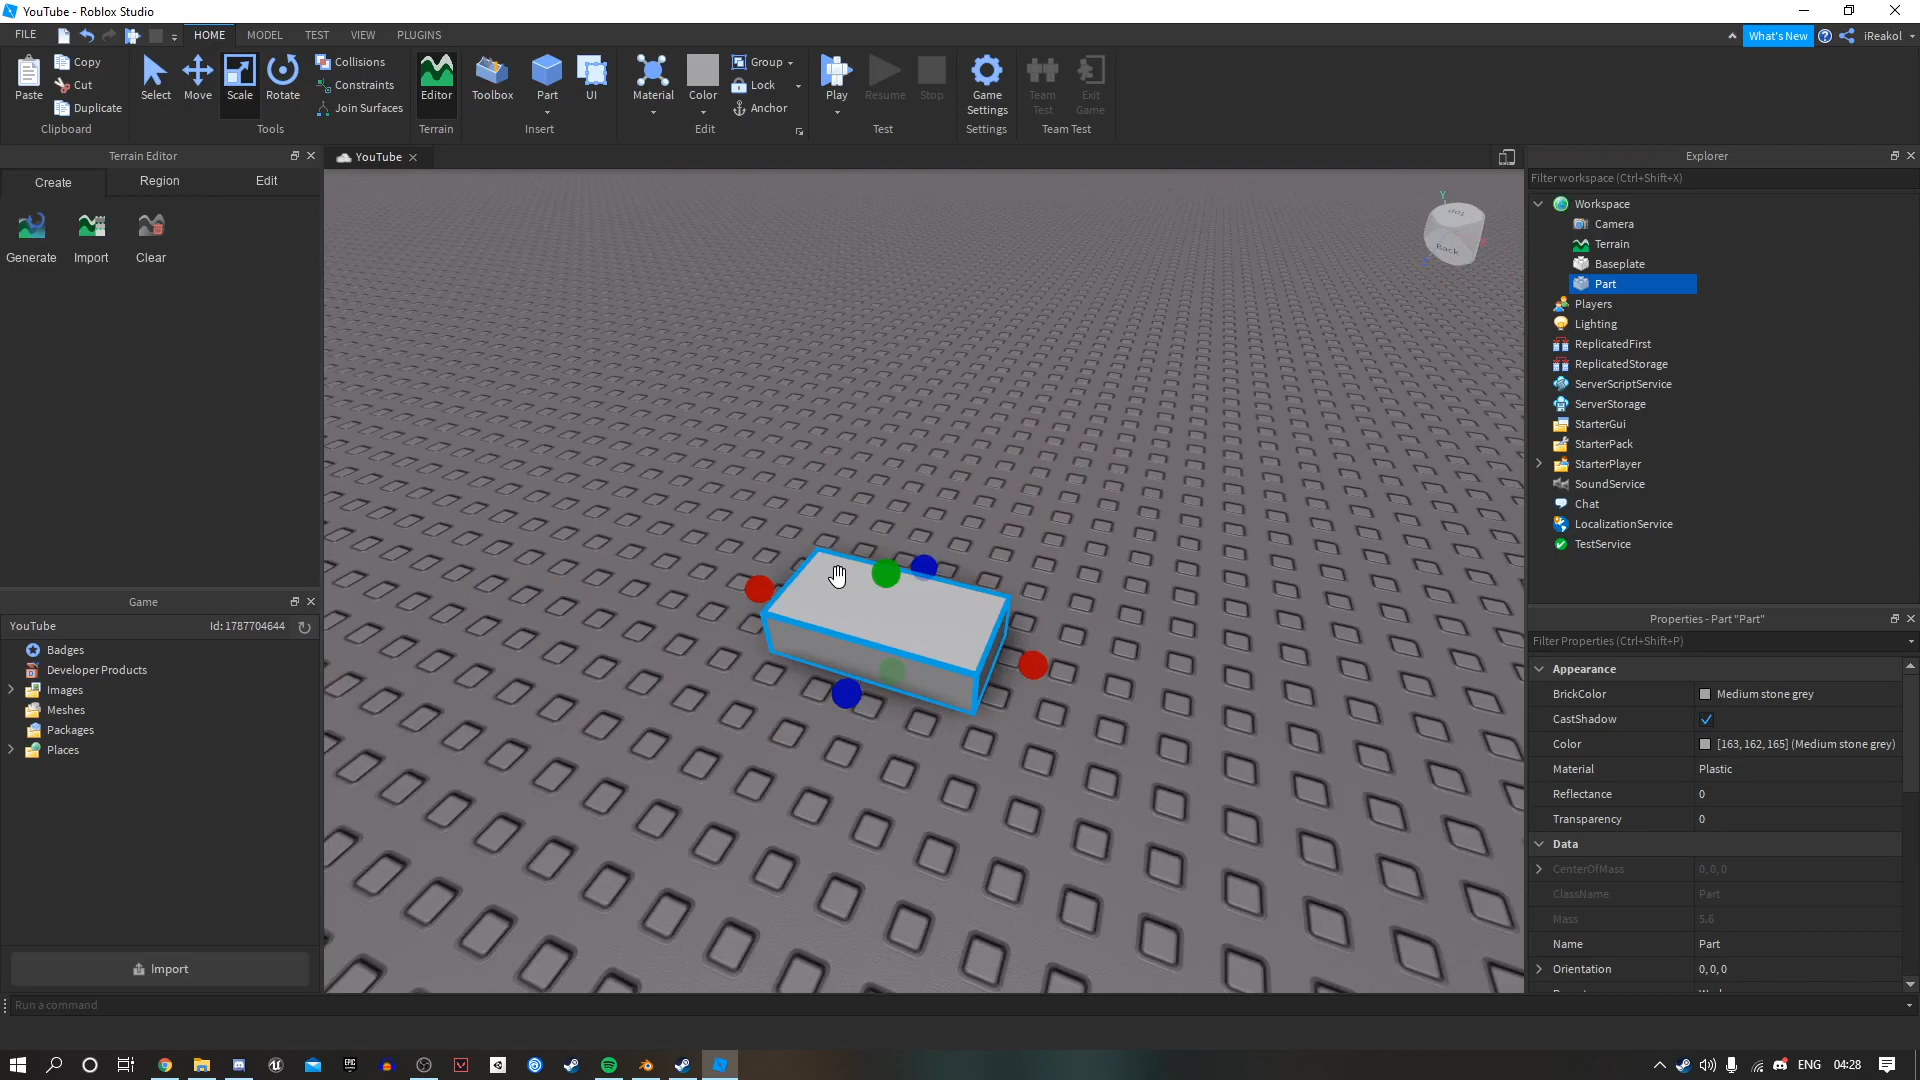 YouTube - Roblox Studio
FILE HOME MODEL TEST VIEW PLUGINS What's New iReakol
Paste Copy Cut Duplicate Clipboard
Select Move Scale Rotate Collisions Constraints Join Surfaces Tools
Editor Terrain
Toolbox Part UI Insert
Material Color Group Lock Anchor Edit
Play Resume Stop Test
Game Settings Settings
Team Test Exit Game Team Test
Terrain Editor
Create Region Edit
Generate Import Clear
YouTube
Y
Back
Explorer
Filter workspace (Ctrl+Shift+X)
Workspace
Camera
Terrain
Baseplate
Part
Players
Lighting
ReplicatedFirst
ReplicatedStorage
ServerScriptService
ServerStorage
StarterGui
StarterPack
StarterPlayer
SoundService
Chat
LocalizationService
TestService
Game
YouTube Id: 1787704644
Badges
Developer Products
Images
Meshes
Packages
Places
Import
Properties - Part "Part"
Filter Properties (Ctrl+Shift+P)
Appearance
BrickColor Medium stone grey
CastShadow
Color [163, 162, 165] (Medium stone grey)
Material Plastic
Reflectance 0
Transparency 0
Data
CenterOfMass 0, 0, 0
ClassName Part
Mass 5.6
Name Part
Orientation 0, 0, 0
Run a command
EPIC
ENG 04:28